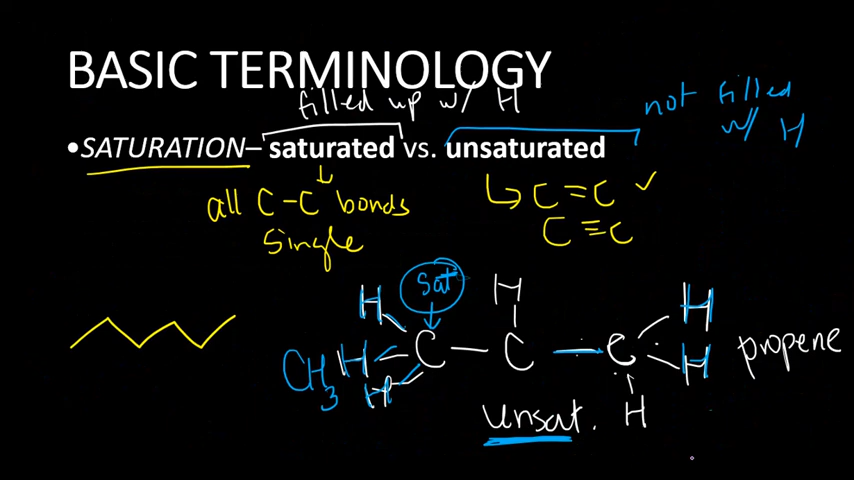 BASIC TERMINOLOGY
filled up w/ H
not filled
w/ H
•SATURATION– saturated vs. unsaturated
all C-C bonds
single
C=C ✓
C≡C
Sat
H
H
H
CH3
H
C — C — C
H
H
propene
H
unsat.
H